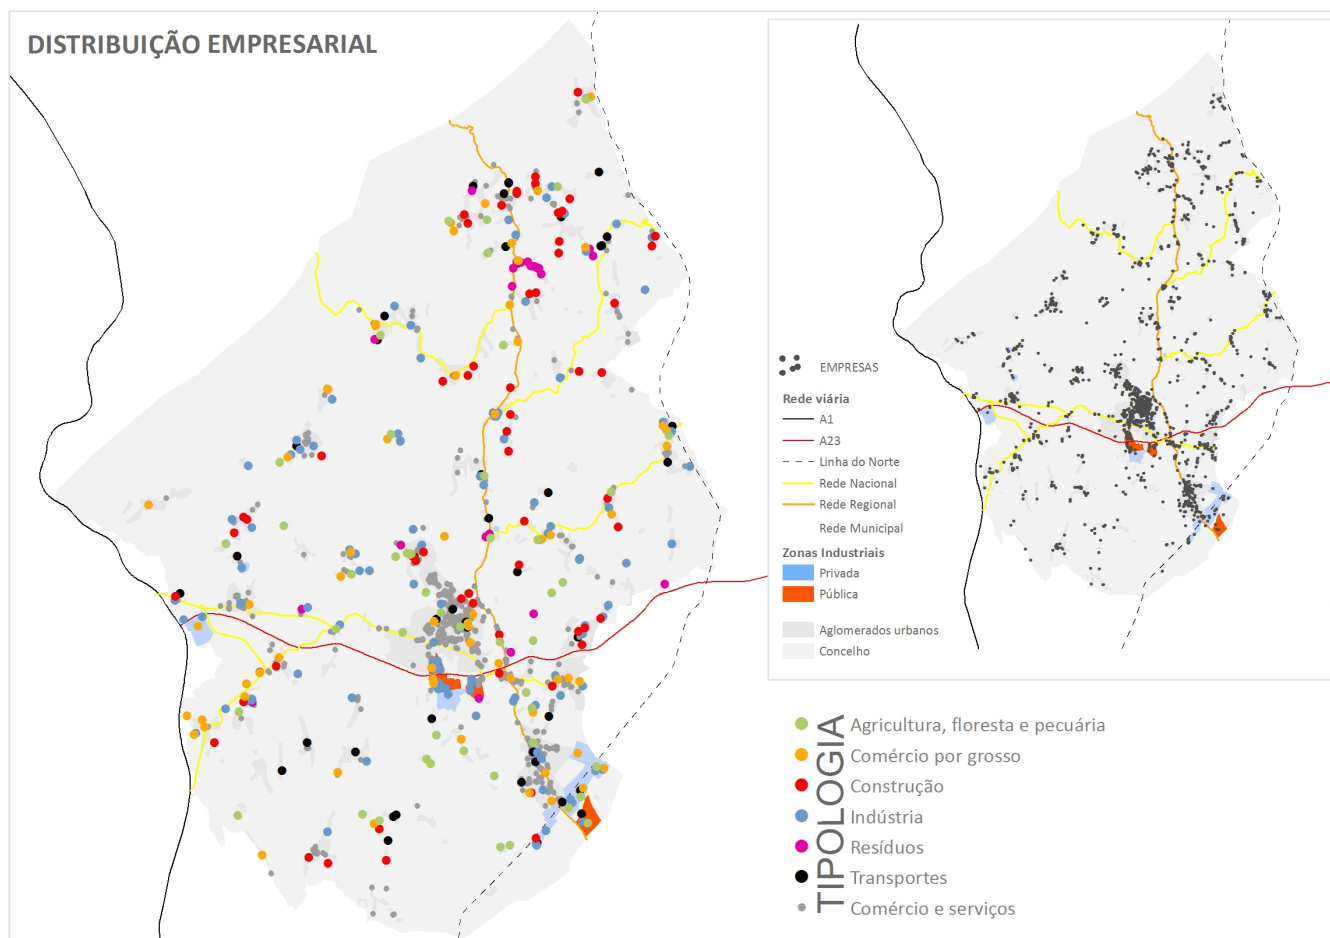 DISTRIBUIÇÃO EMPRESARIAL
EMPRESAS
Rede viária
A1
A23
Linha do Norte
Rede Nacional
Rede Regional
Rede Municipal
Zonas Industriais
Privada
Pública
Aglomerados urbanos
Concelho
TIPOLOGIA
Agricultura, floresta e pecuária
Comércio por grosso
Construção
Indústria
Resíduos
Transportes
Comércio e serviços